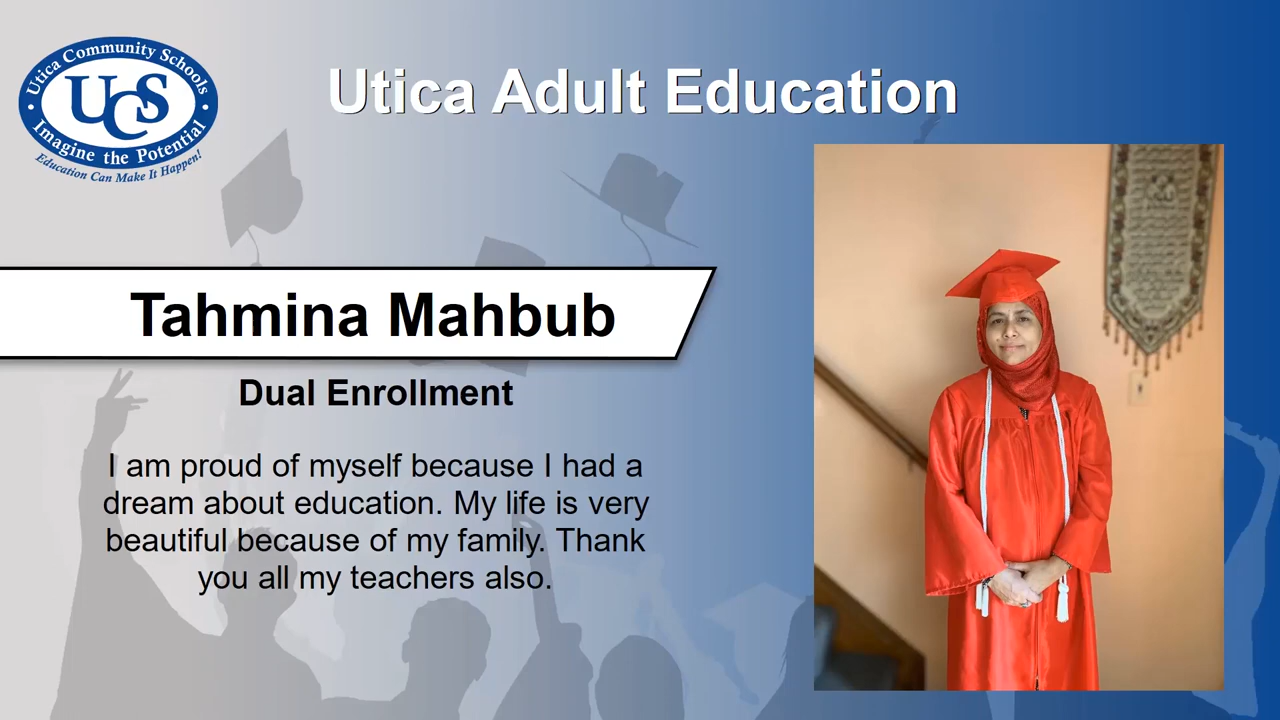 Utica Community Schools
UCS
Imagine the Potential
Education Can Make It Happen!
Utica Adult Education
Tahmina Mahbub
Dual Enrollment
I am proud of myself because I had a
dream about education. My life is very
beautiful because of my family. Thank
you all my teachers also.